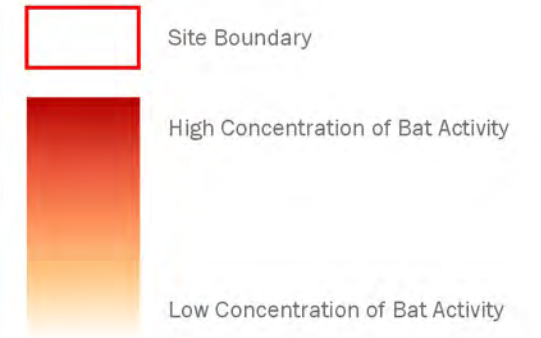 Site Boundary
High Concentration of Bat Activity
Low Concentration of Bat Activity